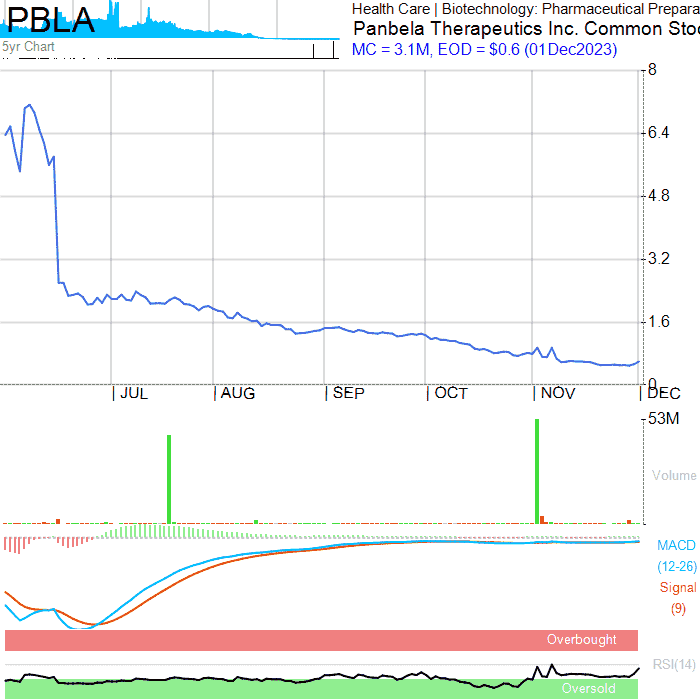 PBLA
5yr Chart
Health Care | Biotechnology: Pharmaceutical Prepara
Panbela Therapeutics Inc. Common Stoc
MC = 3.1M, EOD = $0.6 (01Dec2023)
8
6.4
4.8
3.2
1.6
0
JUL AUG SEP OCT NOV DEC
53M
Volume
MACD
(12-26)
Signal
(9)
Overbought
RSI(14)
Oversold